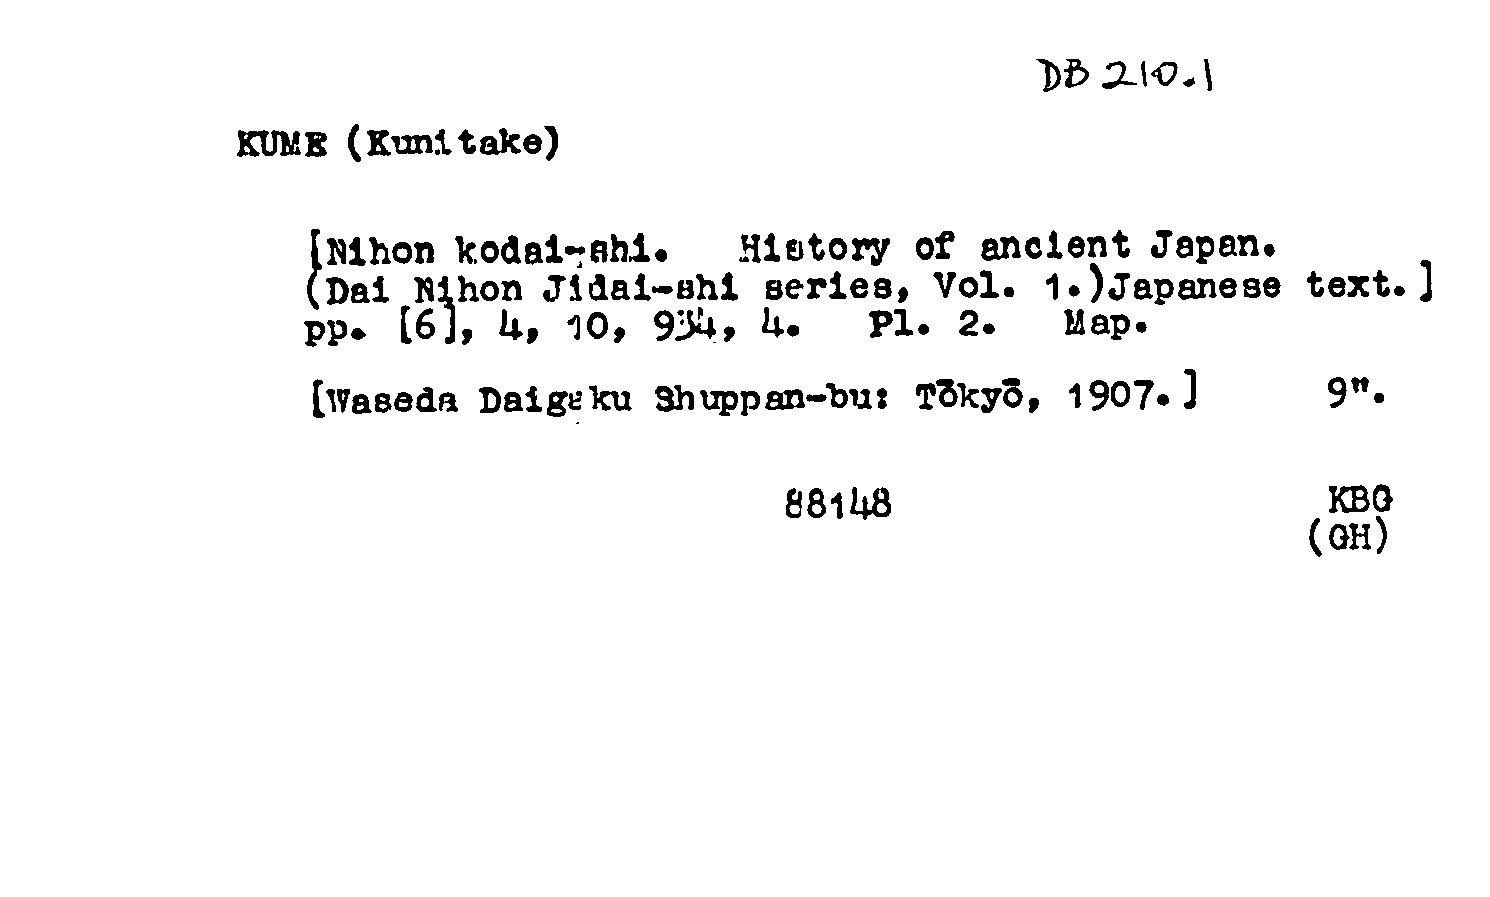 DB 210.1
KUME (Kunitake)
[Nihon kodai-shi. History of ancient Japan.
(Dai Nihon Jidai-shi series, Vol. 1.)Japanese text.]
pp. [6], 4, 10, 934, 4. Pl. 2. Map.
[Waseda Daigaku Shuppan-bu: Tōkyō, 1907.] 9".
88148 KBG
(GH)